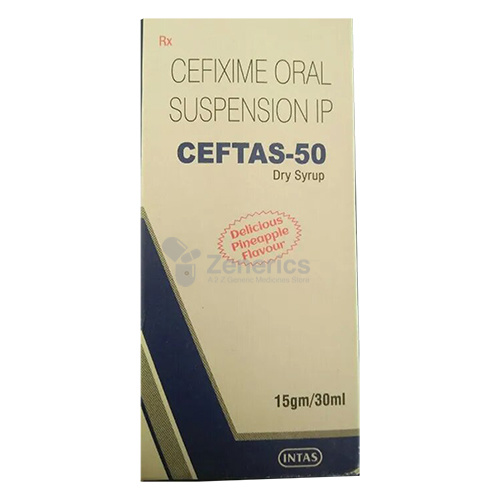 Rx
CEFIXIME ORAL
SUSPENSION IP
CEFTAS-50
Dry Syrup
Delicious
Pineapple
Flavour
Zenerics
15gm/30ml
INTAS